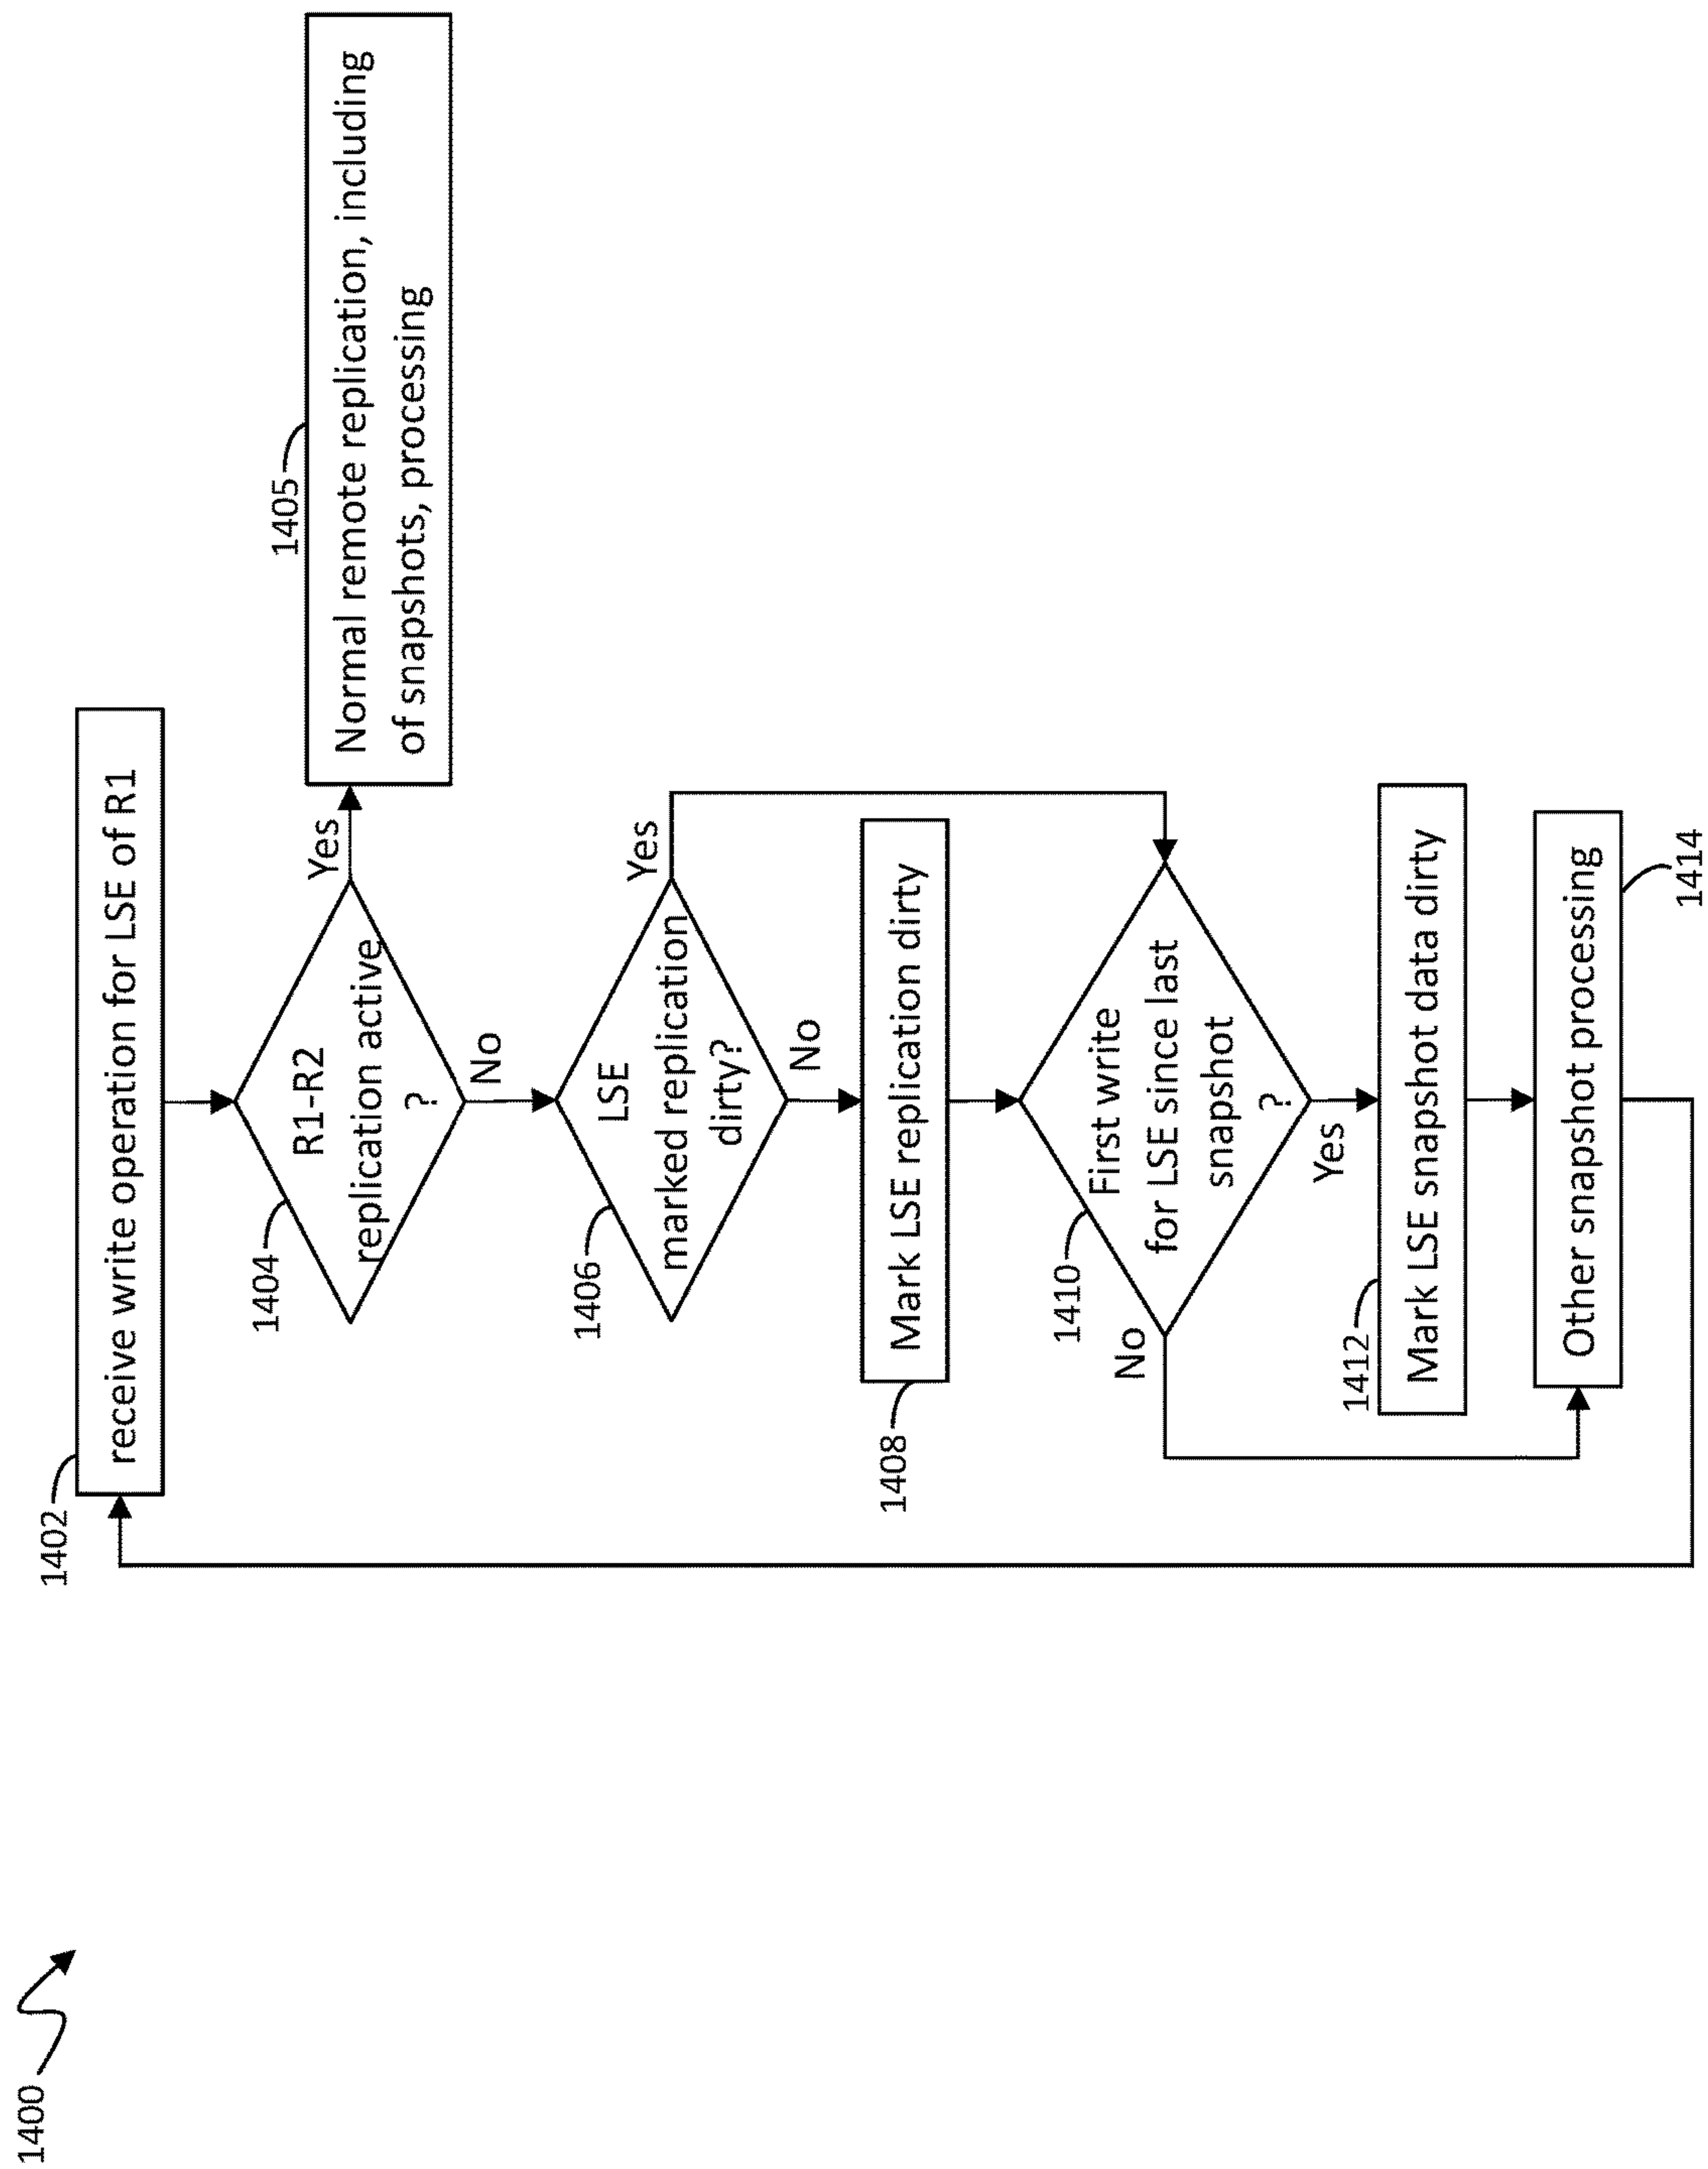 1400
1402
receive write operation for LSE of R1
1404
R1-R2
replication active
?
Yes
1405
Normal remote replication, including
of snapshots, processing
No
1406
LSE
marked replication
dirty?
Yes
No
1408
Mark LSE replication dirty
1410
First write
for LSE since last
snapshot
?
No
Yes
1412
Mark LSE snapshot data dirty
Other snapshot processing
1414